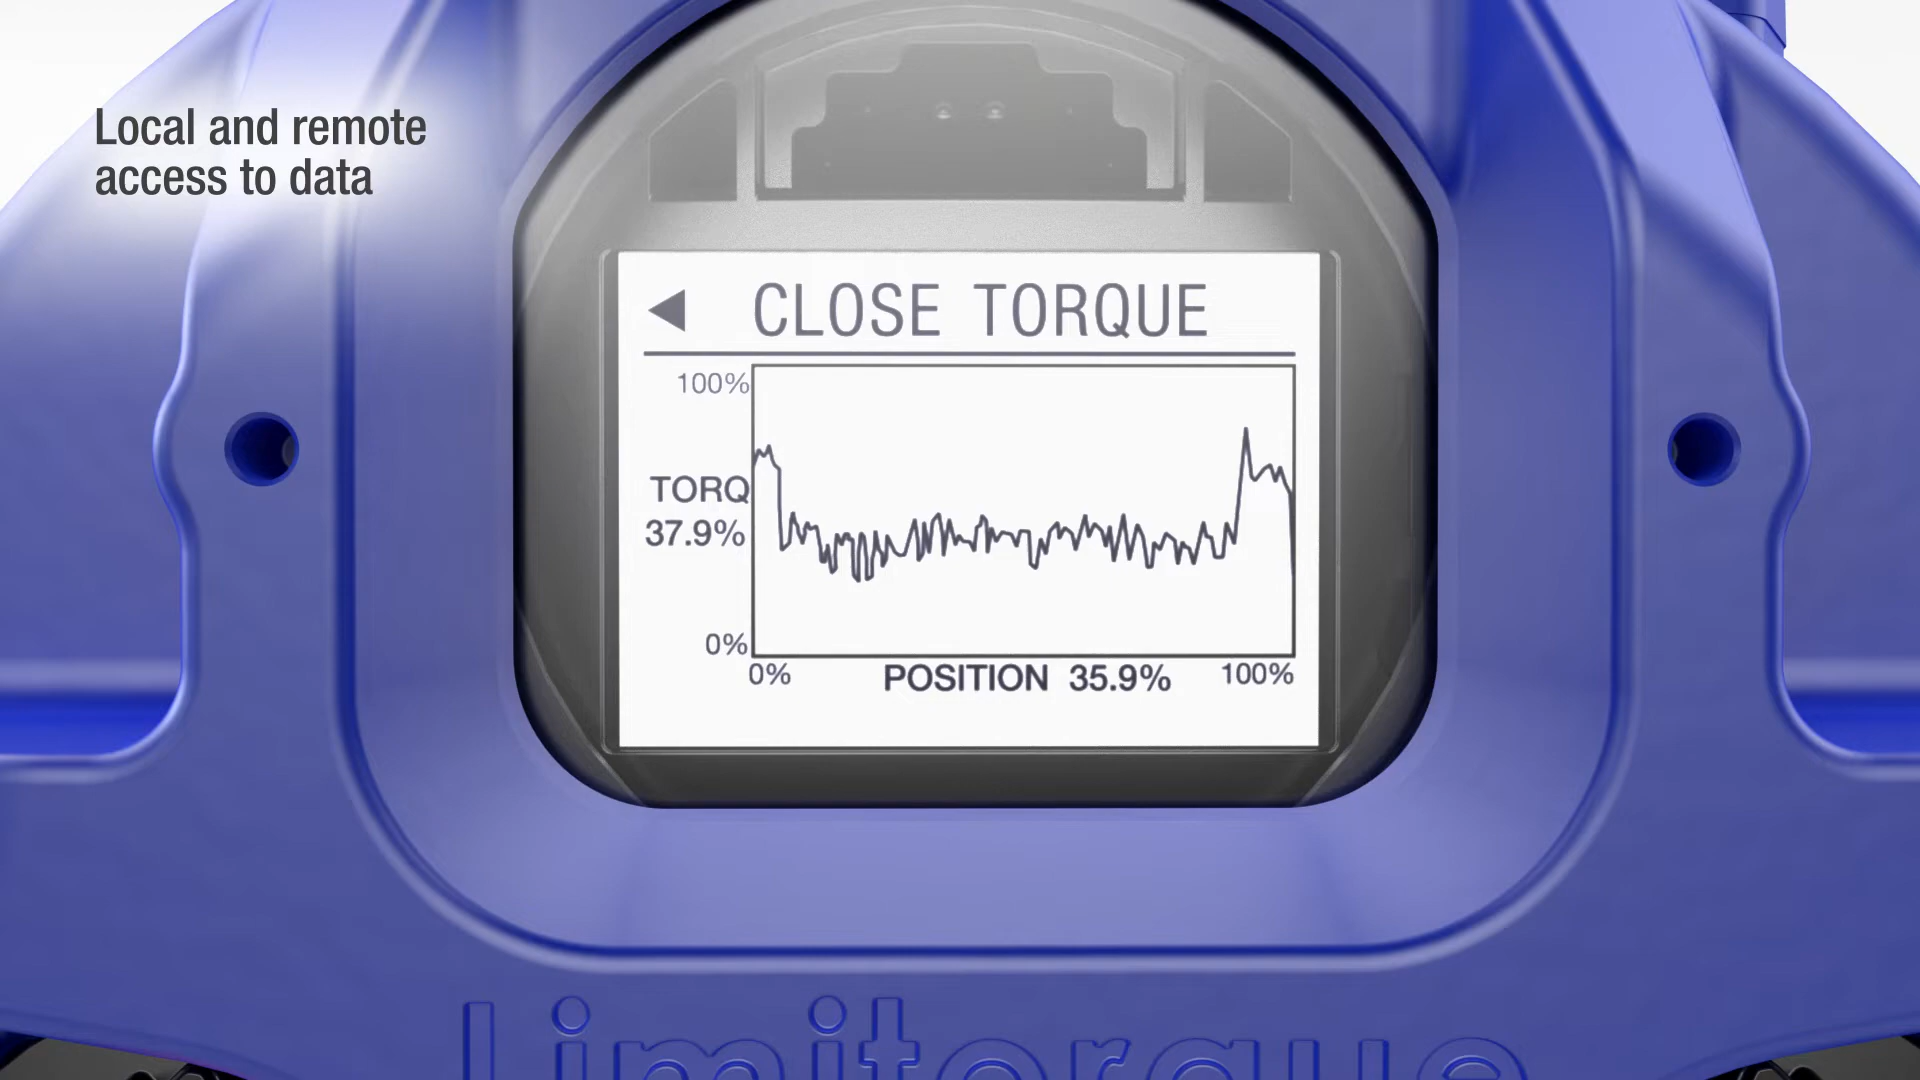 Local and remote
access to data
CLOSE TORQUE
100%
TORQ
37.9%
0%
0% POSITION 35.9% 100%
Limitorque